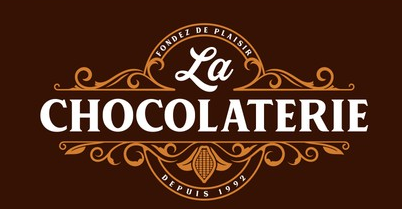 FONDEZ DE PLAISIR
La
CHOCOLATERIE
DEPUIS 1992